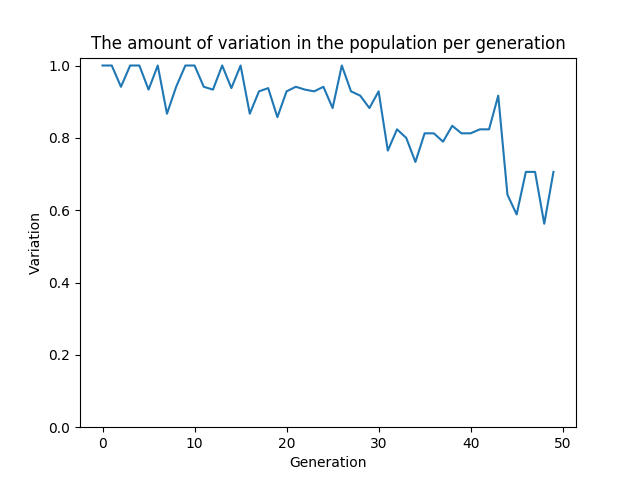 The amount of variation in the population per generation
1.0
0.8
0.6
0.4
0.2
0.0
Variation
0 10 20 30 40 50
Generation